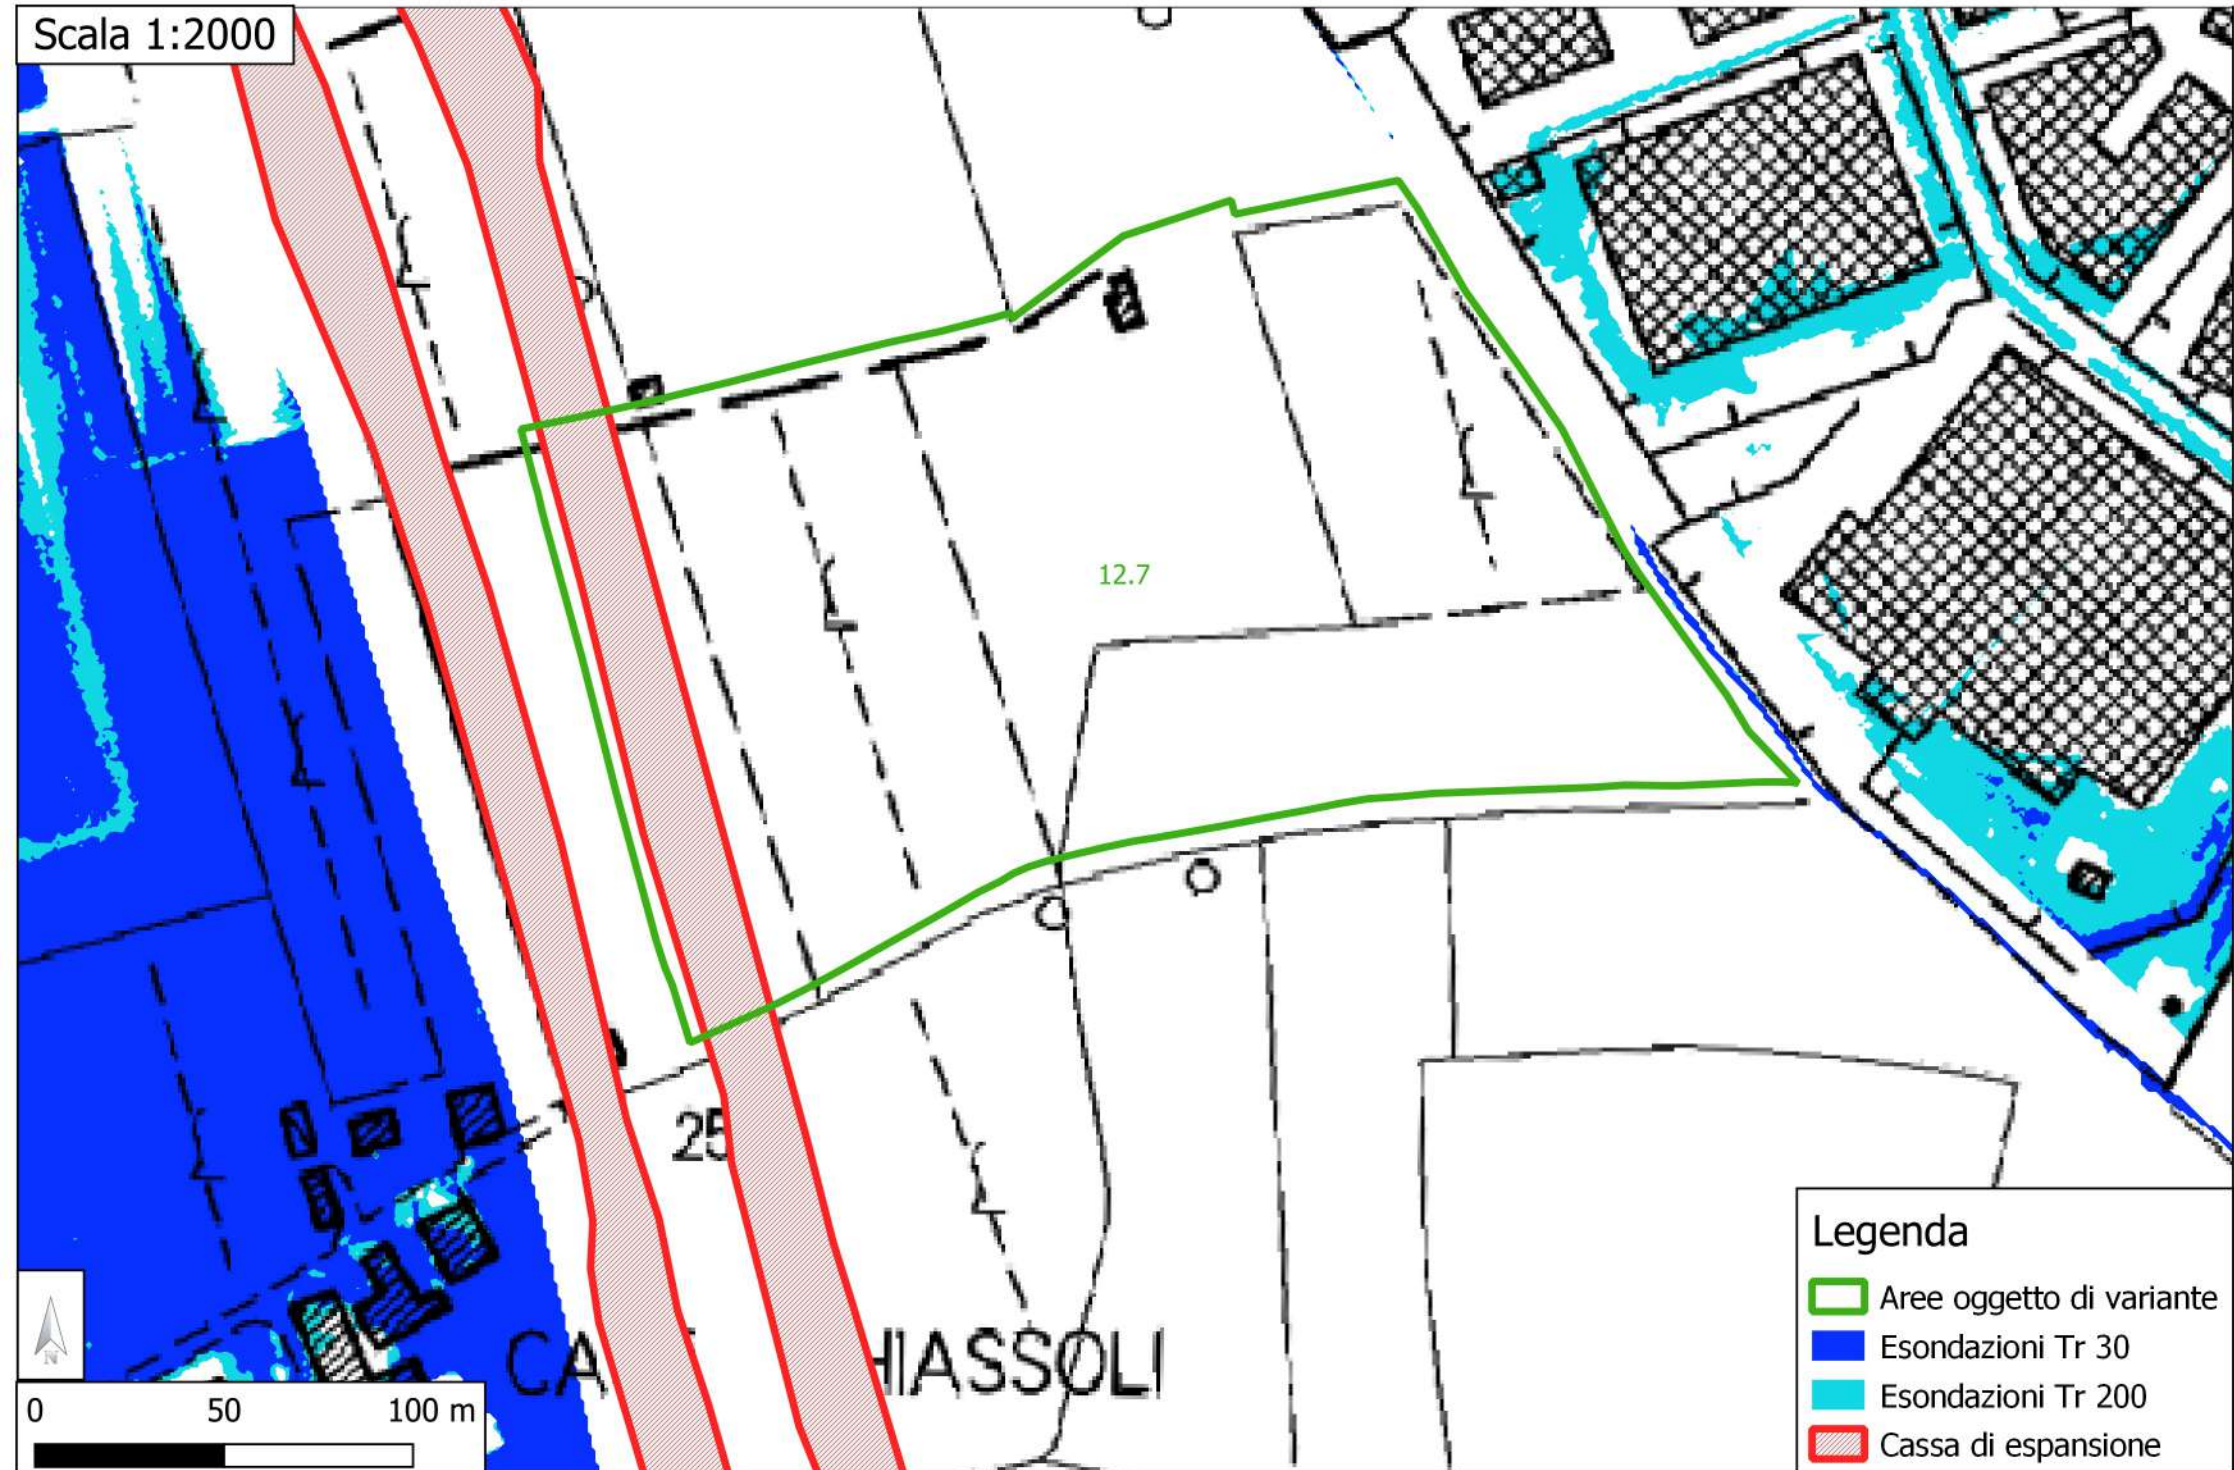 Scala 1:2000
12.7
25
CA HIASSOLI
Legenda
Aree oggetto di variante
Esondazioni Tr 30
Esondazioni Tr 200
Cassa di espansione
N
0 50 100 m